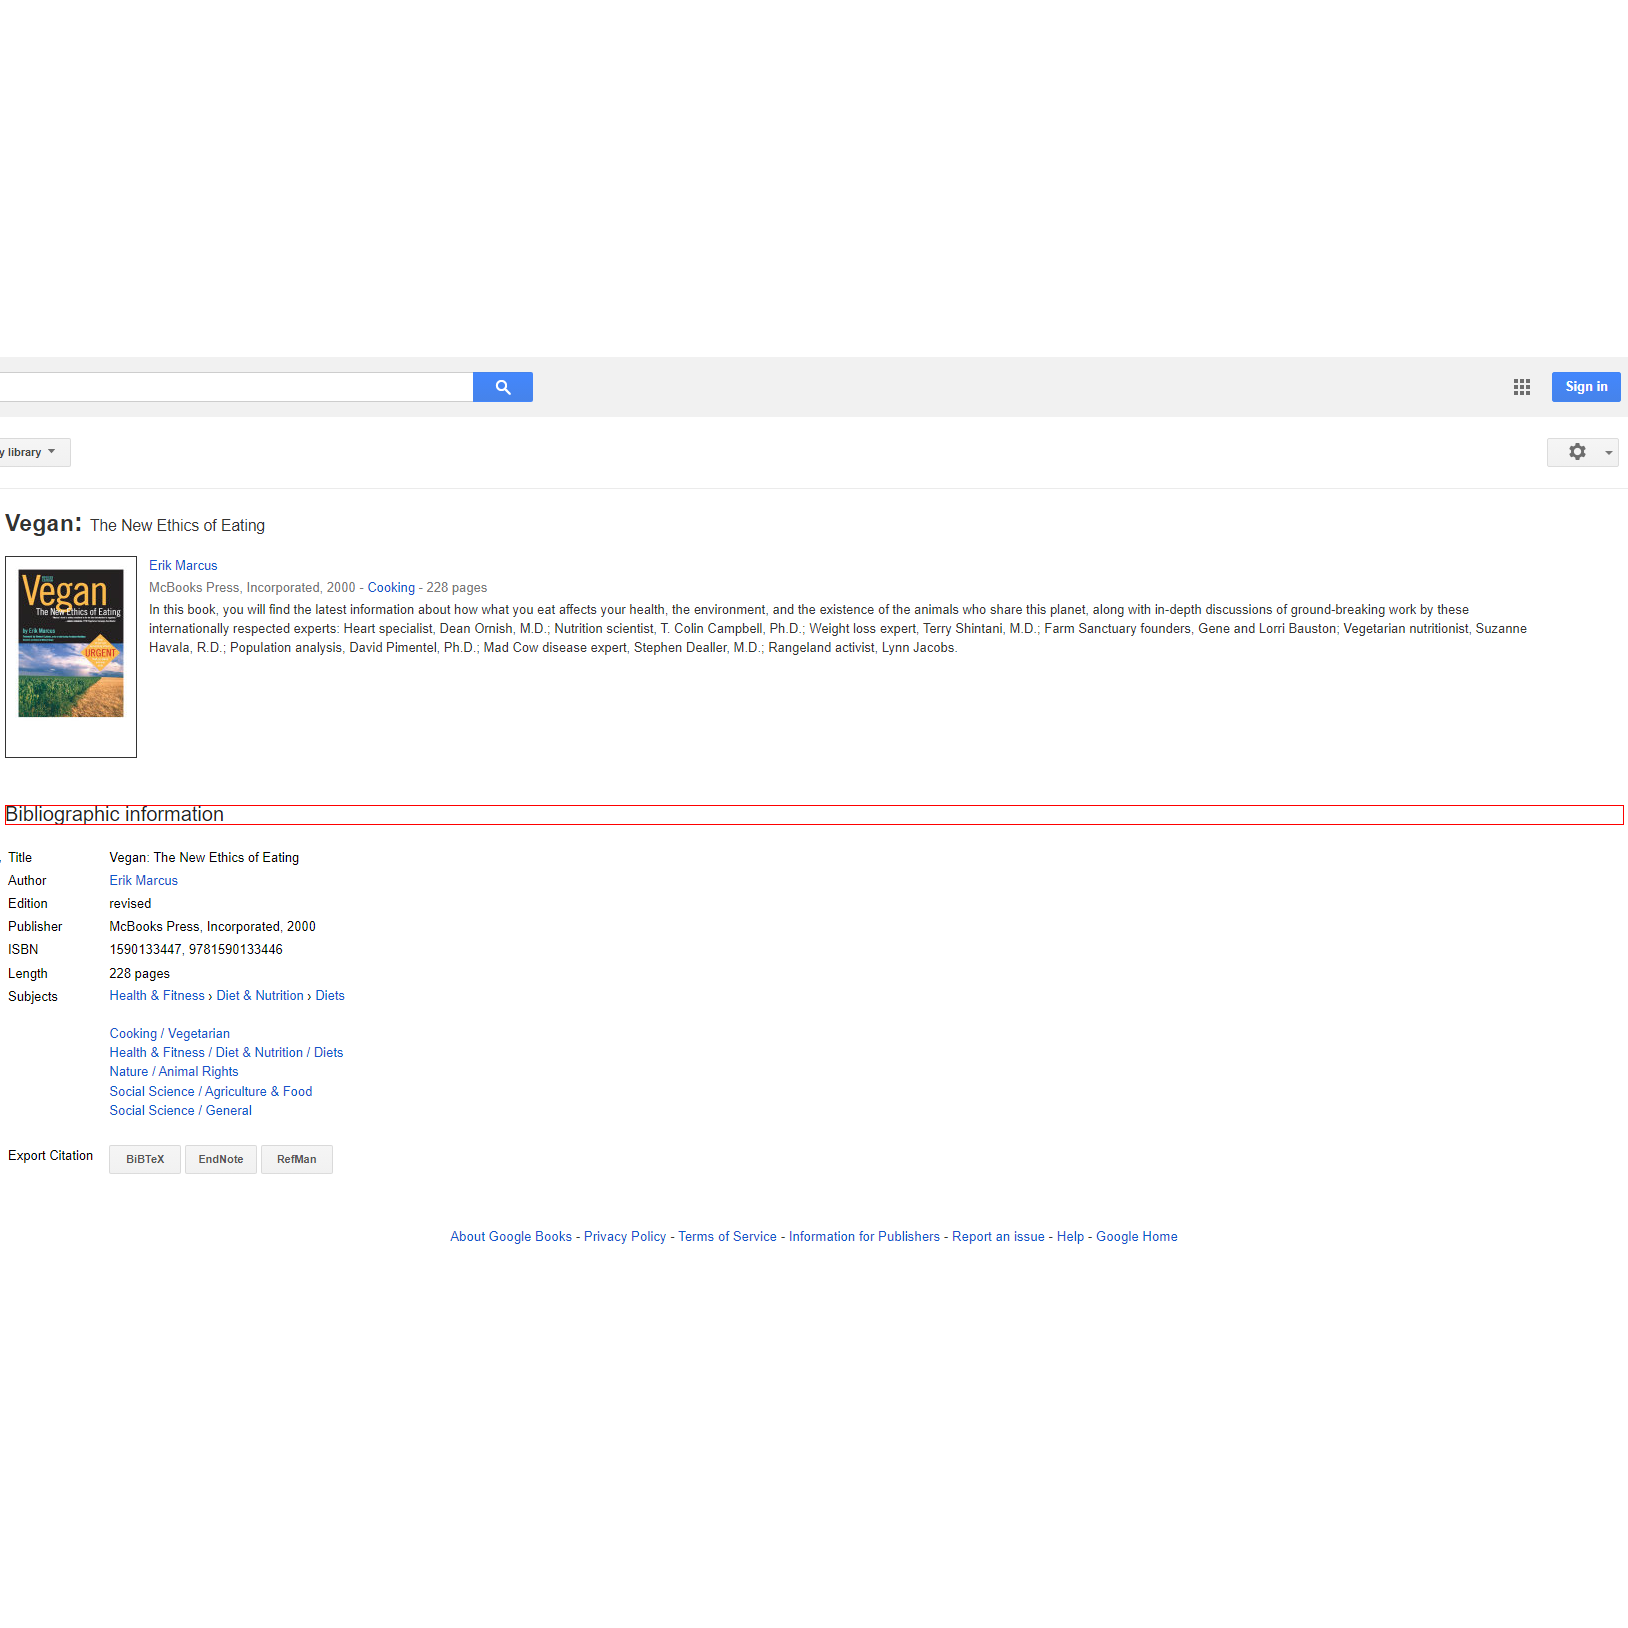 Sign in
y library
Vegan: The New Ethics of Eating
Vegan
The New Ethics of Eating
by Erik Marcus
URGENT
Erik Marcus
McBooks Press, Incorporated, 2000 - Cooking - 228 pages
In this book, you will find the latest information about how what you eat affects your health, the environment, and the existence of the animals who share this planet, along with in-depth discussions of ground-breaking work by these
internationally respected experts: Heart specialist, Dean Ornish, M.D.; Nutrition scientist, T. Colin Campbell, Ph.D.; Weight loss expert, Terry Shintani, M.D.; Farm Sanctuary founders, Gene and Lorri Bauston; Vegetarian nutritionist, Suzanne
Havala, R.D.; Population analysis, David Pimentel, Ph.D.; Mad Cow disease expert, Stephen Dealler, M.D.; Rangeland activist, Lynn Jacobs.
Bibliographic information
Title Vegan: The New Ethics of Eating
Author Erik Marcus
Edition revised
Publisher McBooks Press, Incorporated, 2000
ISBN 1590133447, 9781590133446
Length 228 pages
Subjects Health & Fitness › Diet & Nutrition › Diets
Cooking / Vegetarian
Health & Fitness / Diet & Nutrition / Diets
Nature / Animal Rights
Social Science / Agriculture & Food
Social Science / General
Export Citation BiBTeX EndNote RefMan
About Google Books - Privacy Policy - Terms of Service - Information for Publishers - Report an issue - Help - Google Home